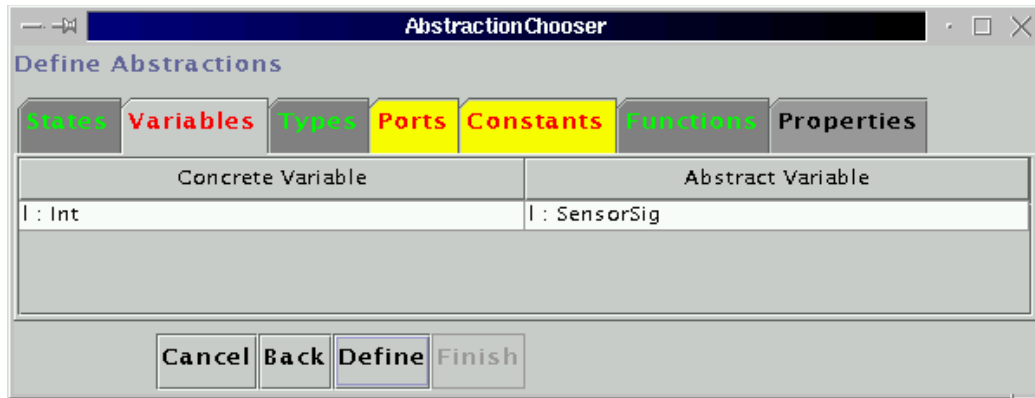 AbstractionChooser
Define Abstractions
States Variables Types Ports Constants Functions Properties
Concrete Variable Abstract Variable
l : Int l : SensorSig
Cancel Back Define Finish